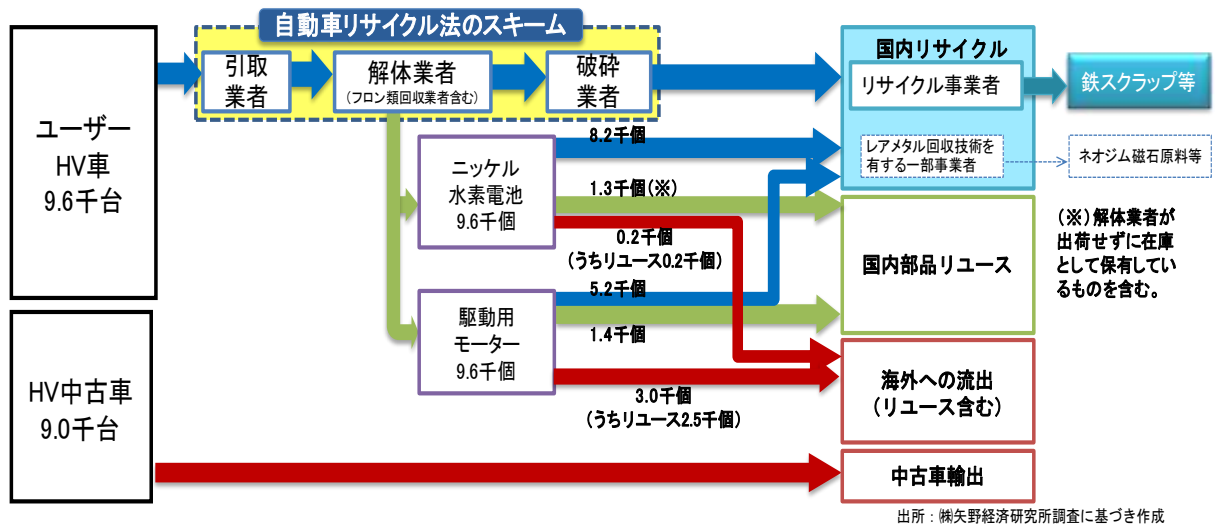 自動車リサイクル法のスキーム
ユーザー
HV車
9.6千台
引取
業者
解体業者
(フロン類回収業者含む)
破砕
業者
国内リサイクル
リサイクル事業者
鉄スクラップ等
レアメタル回収技術を
有する一部事業者
ネオジム磁石原料等
ニッケル
水素電池
9.6千個
8.2千個
1.3千個(※)
0.2千個
(うちリユース0.2千個)
国内部品リユース
(※)解体業者が
出荷せずに在庫
として保有してい
るものを含む。
駆動用
モーター
9.6千個
5.2千個
1.4千個
3.0千個
(うちリユース2.5千個)
海外への流出
(リユース含む)
HV中古車
9.0千台
中古車輸出
出所：㈱矢野経済研究所調査に基づき作成